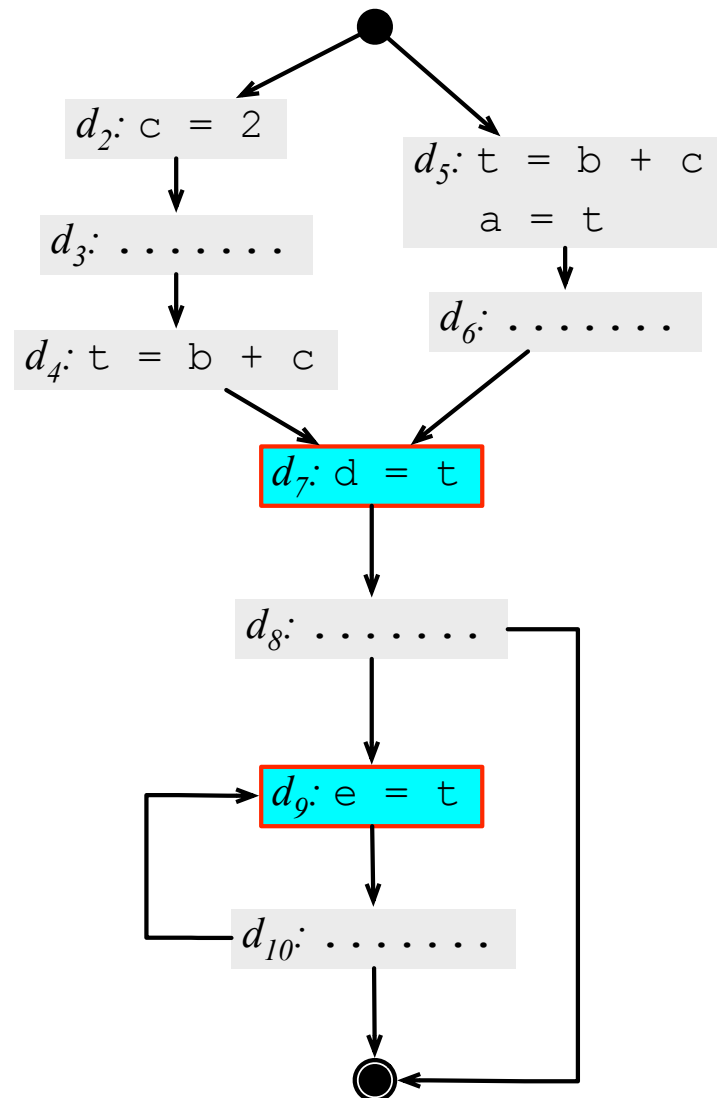 d2: c = 2
d5: t = b + c
a = t
d3: .......
d6: .......
d4: t = b + c
d7: d = t
d8: .......
d9: e = t
d10: .......